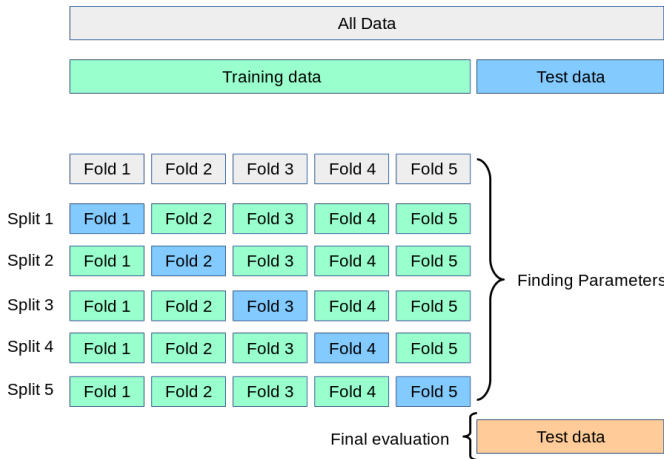 All Data
Training data Test data
Fold 1 Fold 2 Fold 3 Fold 4 Fold 5
Split 1 Fold 1 Fold 2 Fold 3 Fold 4 Fold 5
Split 2 Fold 1 Fold 2 Fold 3 Fold 4 Fold 5
Finding Parameters
Split 3 Fold 1 Fold 2 Fold 3 Fold 4 Fold 5
Split 4 Fold 1 Fold 2 Fold 3 Fold 4 Fold 5
Split 5 Fold 1 Fold 2 Fold 3 Fold 4 Fold 5
Final evaluation Test data